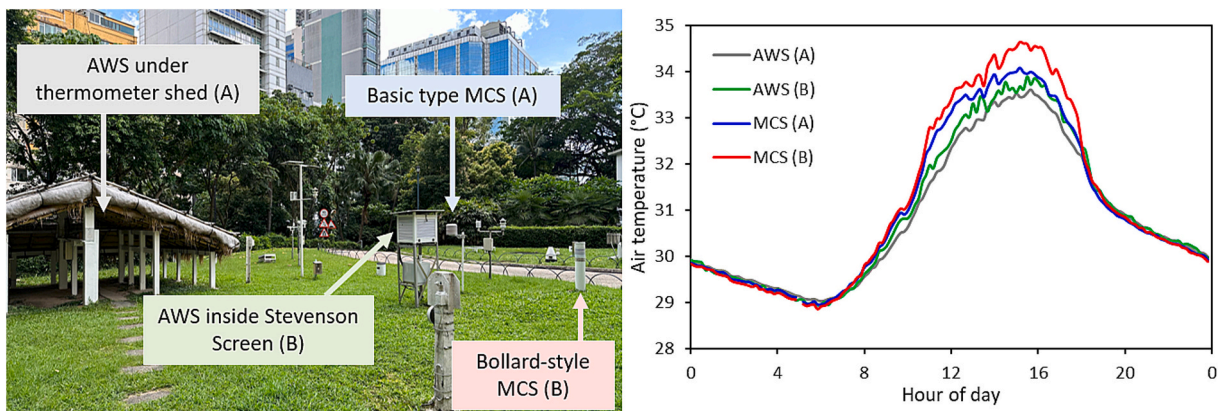 AWS under
thermometer shed (A)
Basic type MCS (A)
AWS inside Stevenson
Screen (B)
Bollard-style
MCS (B)
Air temperature (°C)
35
34
33
32
31
30
29
28
AWS (A)
AWS (B)
MCS (A)
MCS (B)
0 4 8 12 16 20 0
Hour of day